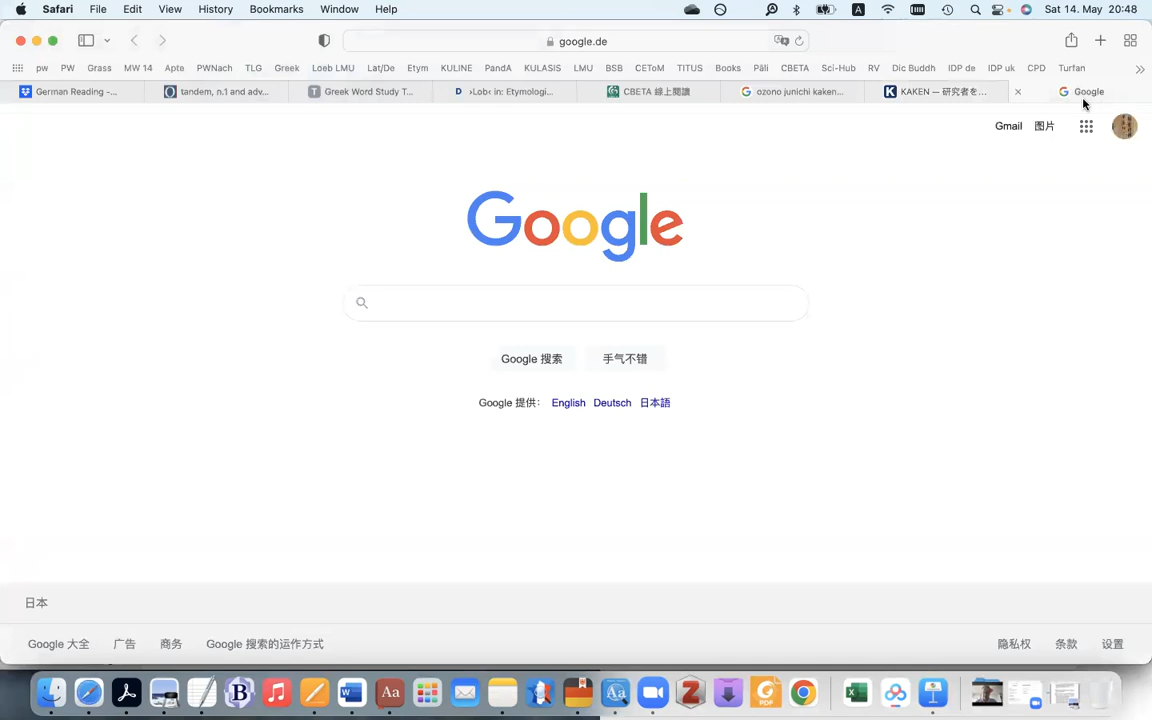 Safari File Edit View History Bookmarks Window Help A Sat 14. May 20:48
google.de
pw PW Grass MW 14 Apte PWNach TLG Greek Loeb LMU Lat/De Etym KULINE PandA KULASIS LMU BSB CEToM TITUS Books Pāli CBETA Sci-Hub RV Dic Buddh IDP de IDP uk CPD Turfan
German Reading -... tandem, n.1 and adv... T Greek Word Study T... D ›Lob‹ in: Etymologi... CBETA 綜上閱讀 G ozono junichi kaken... K KAKEN — 研究者を... G Google
Gmail 图片
Google
Google 搜索 手气不错
Google 提供： English Deutsch 日本語
日本
Google 大全 广告 商务 Google 搜索的运作方式 隐私权 条款 设置
B W Aa Aa Z G PDF X